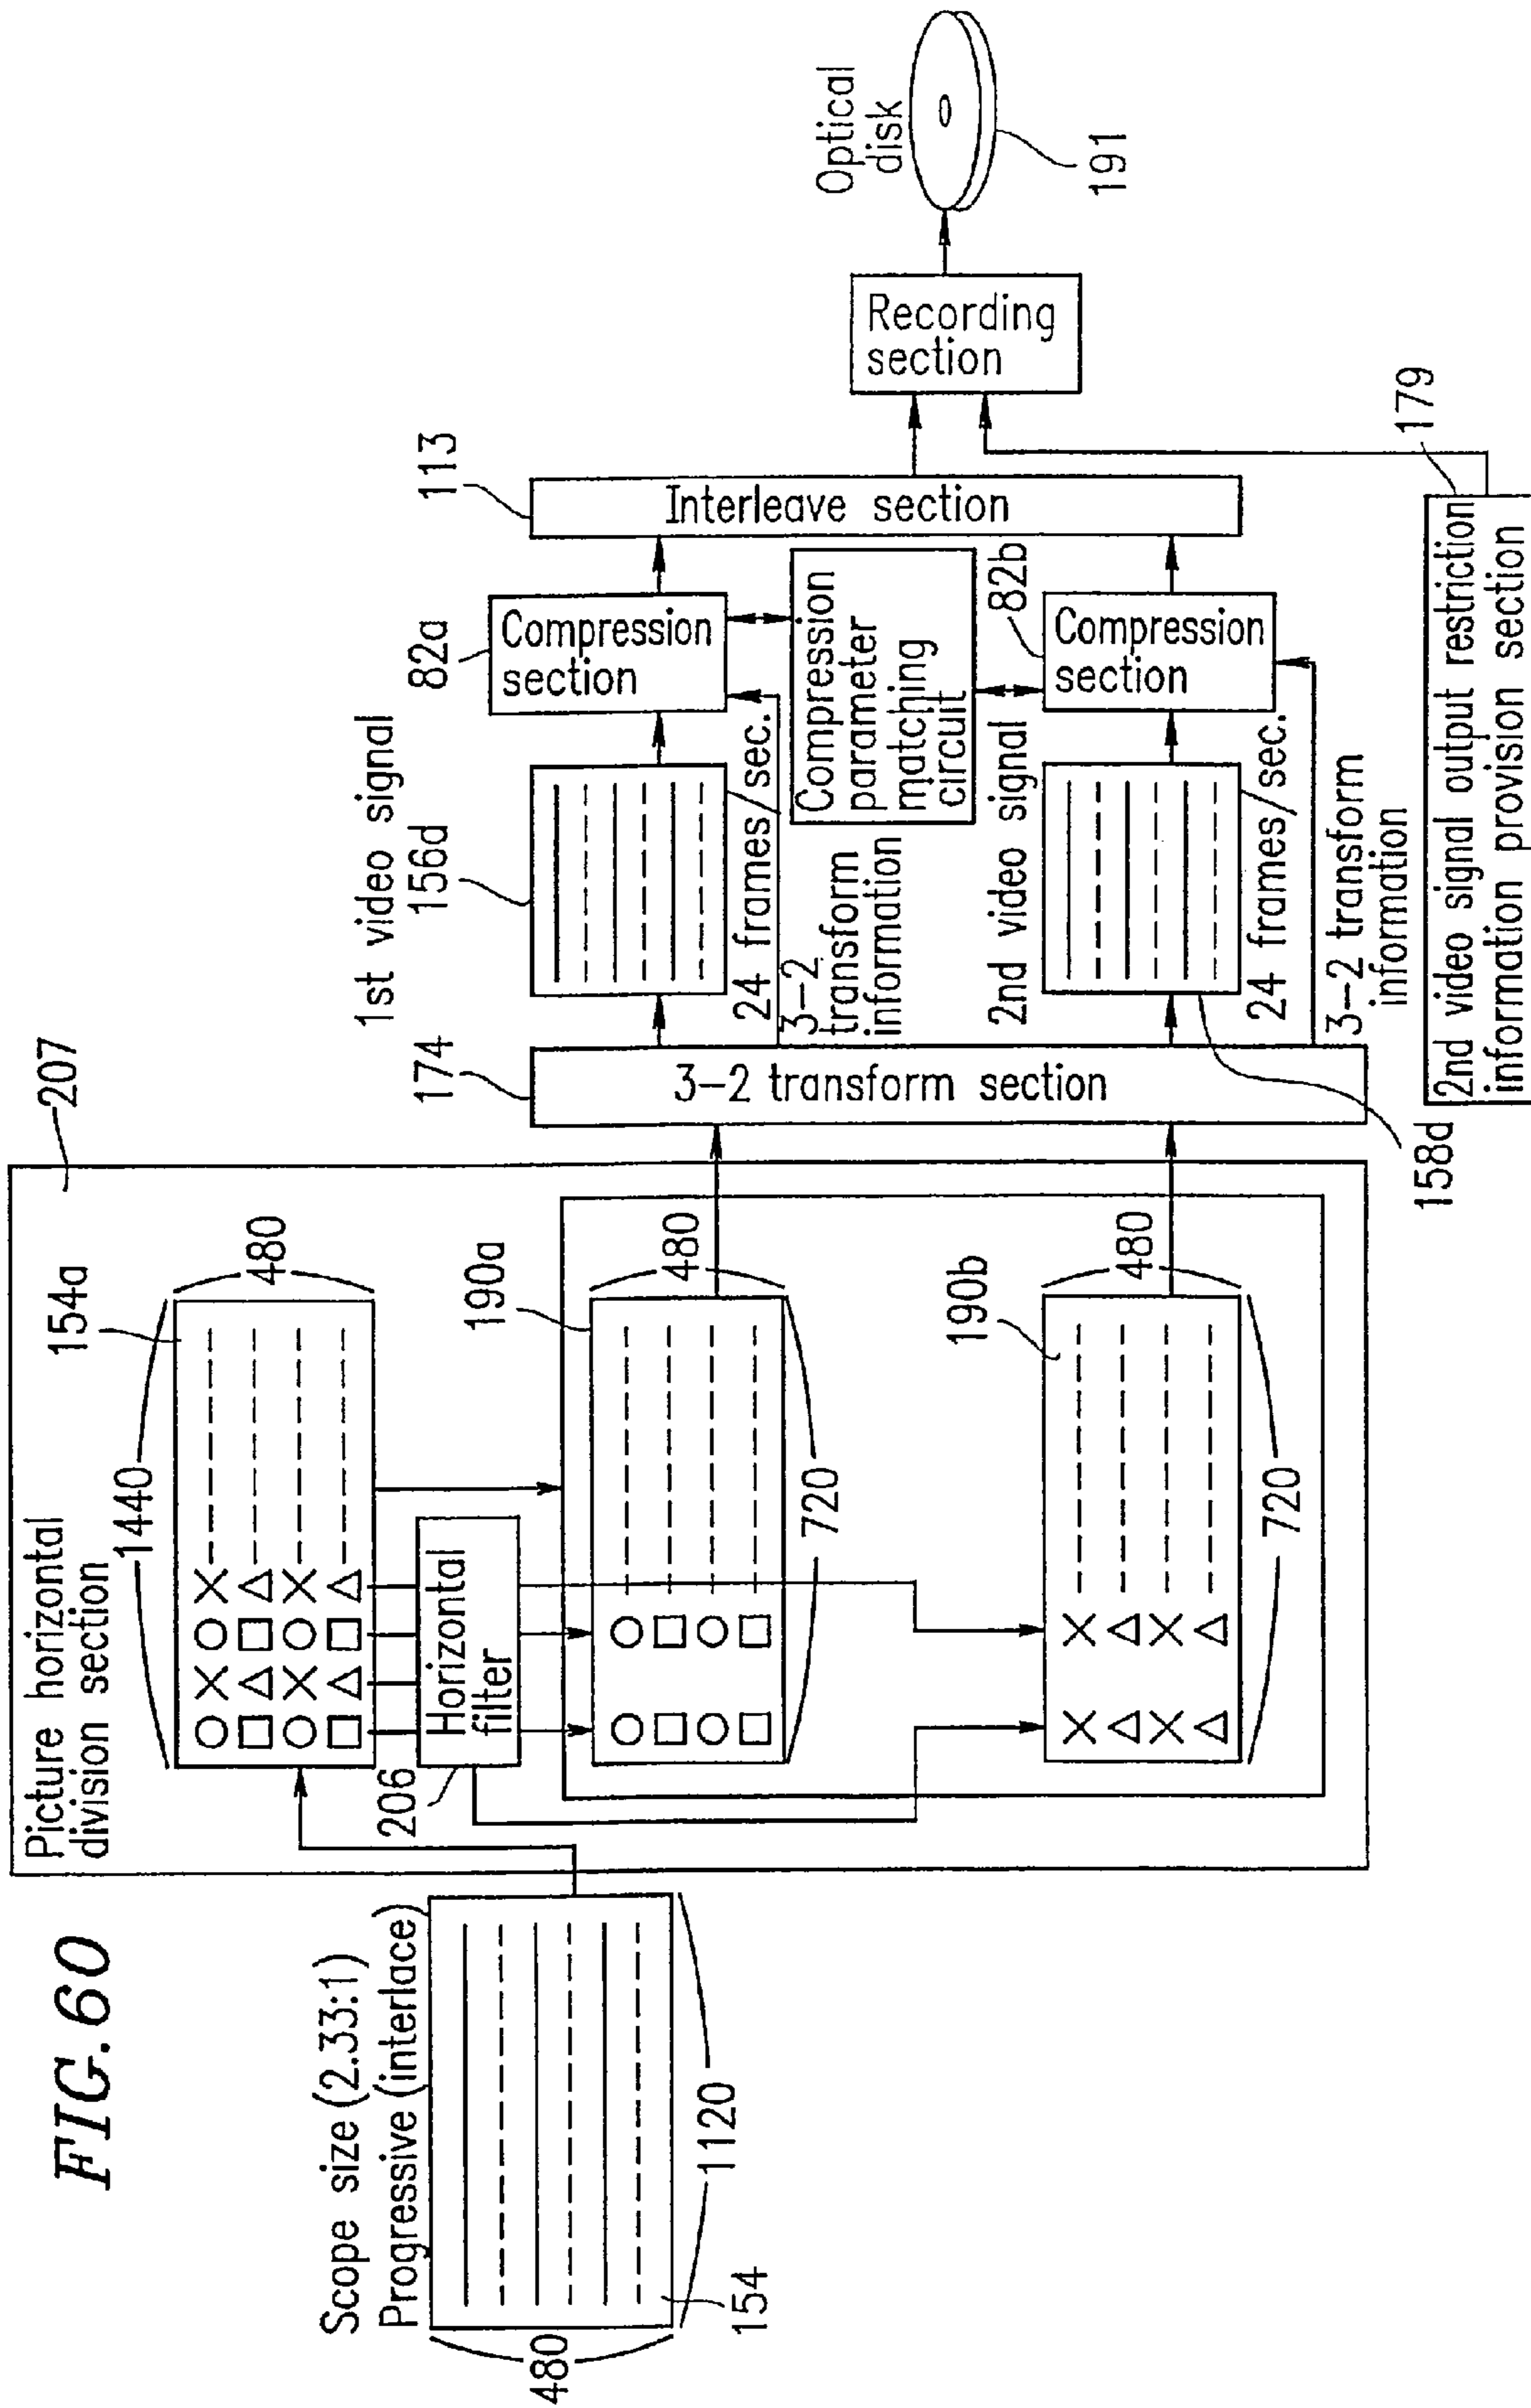 FIG. 60
Scope size (2.33:1)
Progressive (interlace)
480
1120
154
Picture horizontal
division section
207
1440
154a
480
206
Horizontal
filter
190a
480
720
190b
480
720
174
3-2 transform section
1st video signal
156d
24 frames/sec.
3-2
transform
information
2nd video signal
158d
24 frames/sec.
3-2 transform
information
82a
Compression
section
Compression
parameter
matching
circuit
82b
Compression
section
113
Interleave section
Recording
section
Optical
disk
191
179
2nd video signal output restriction
information provision section